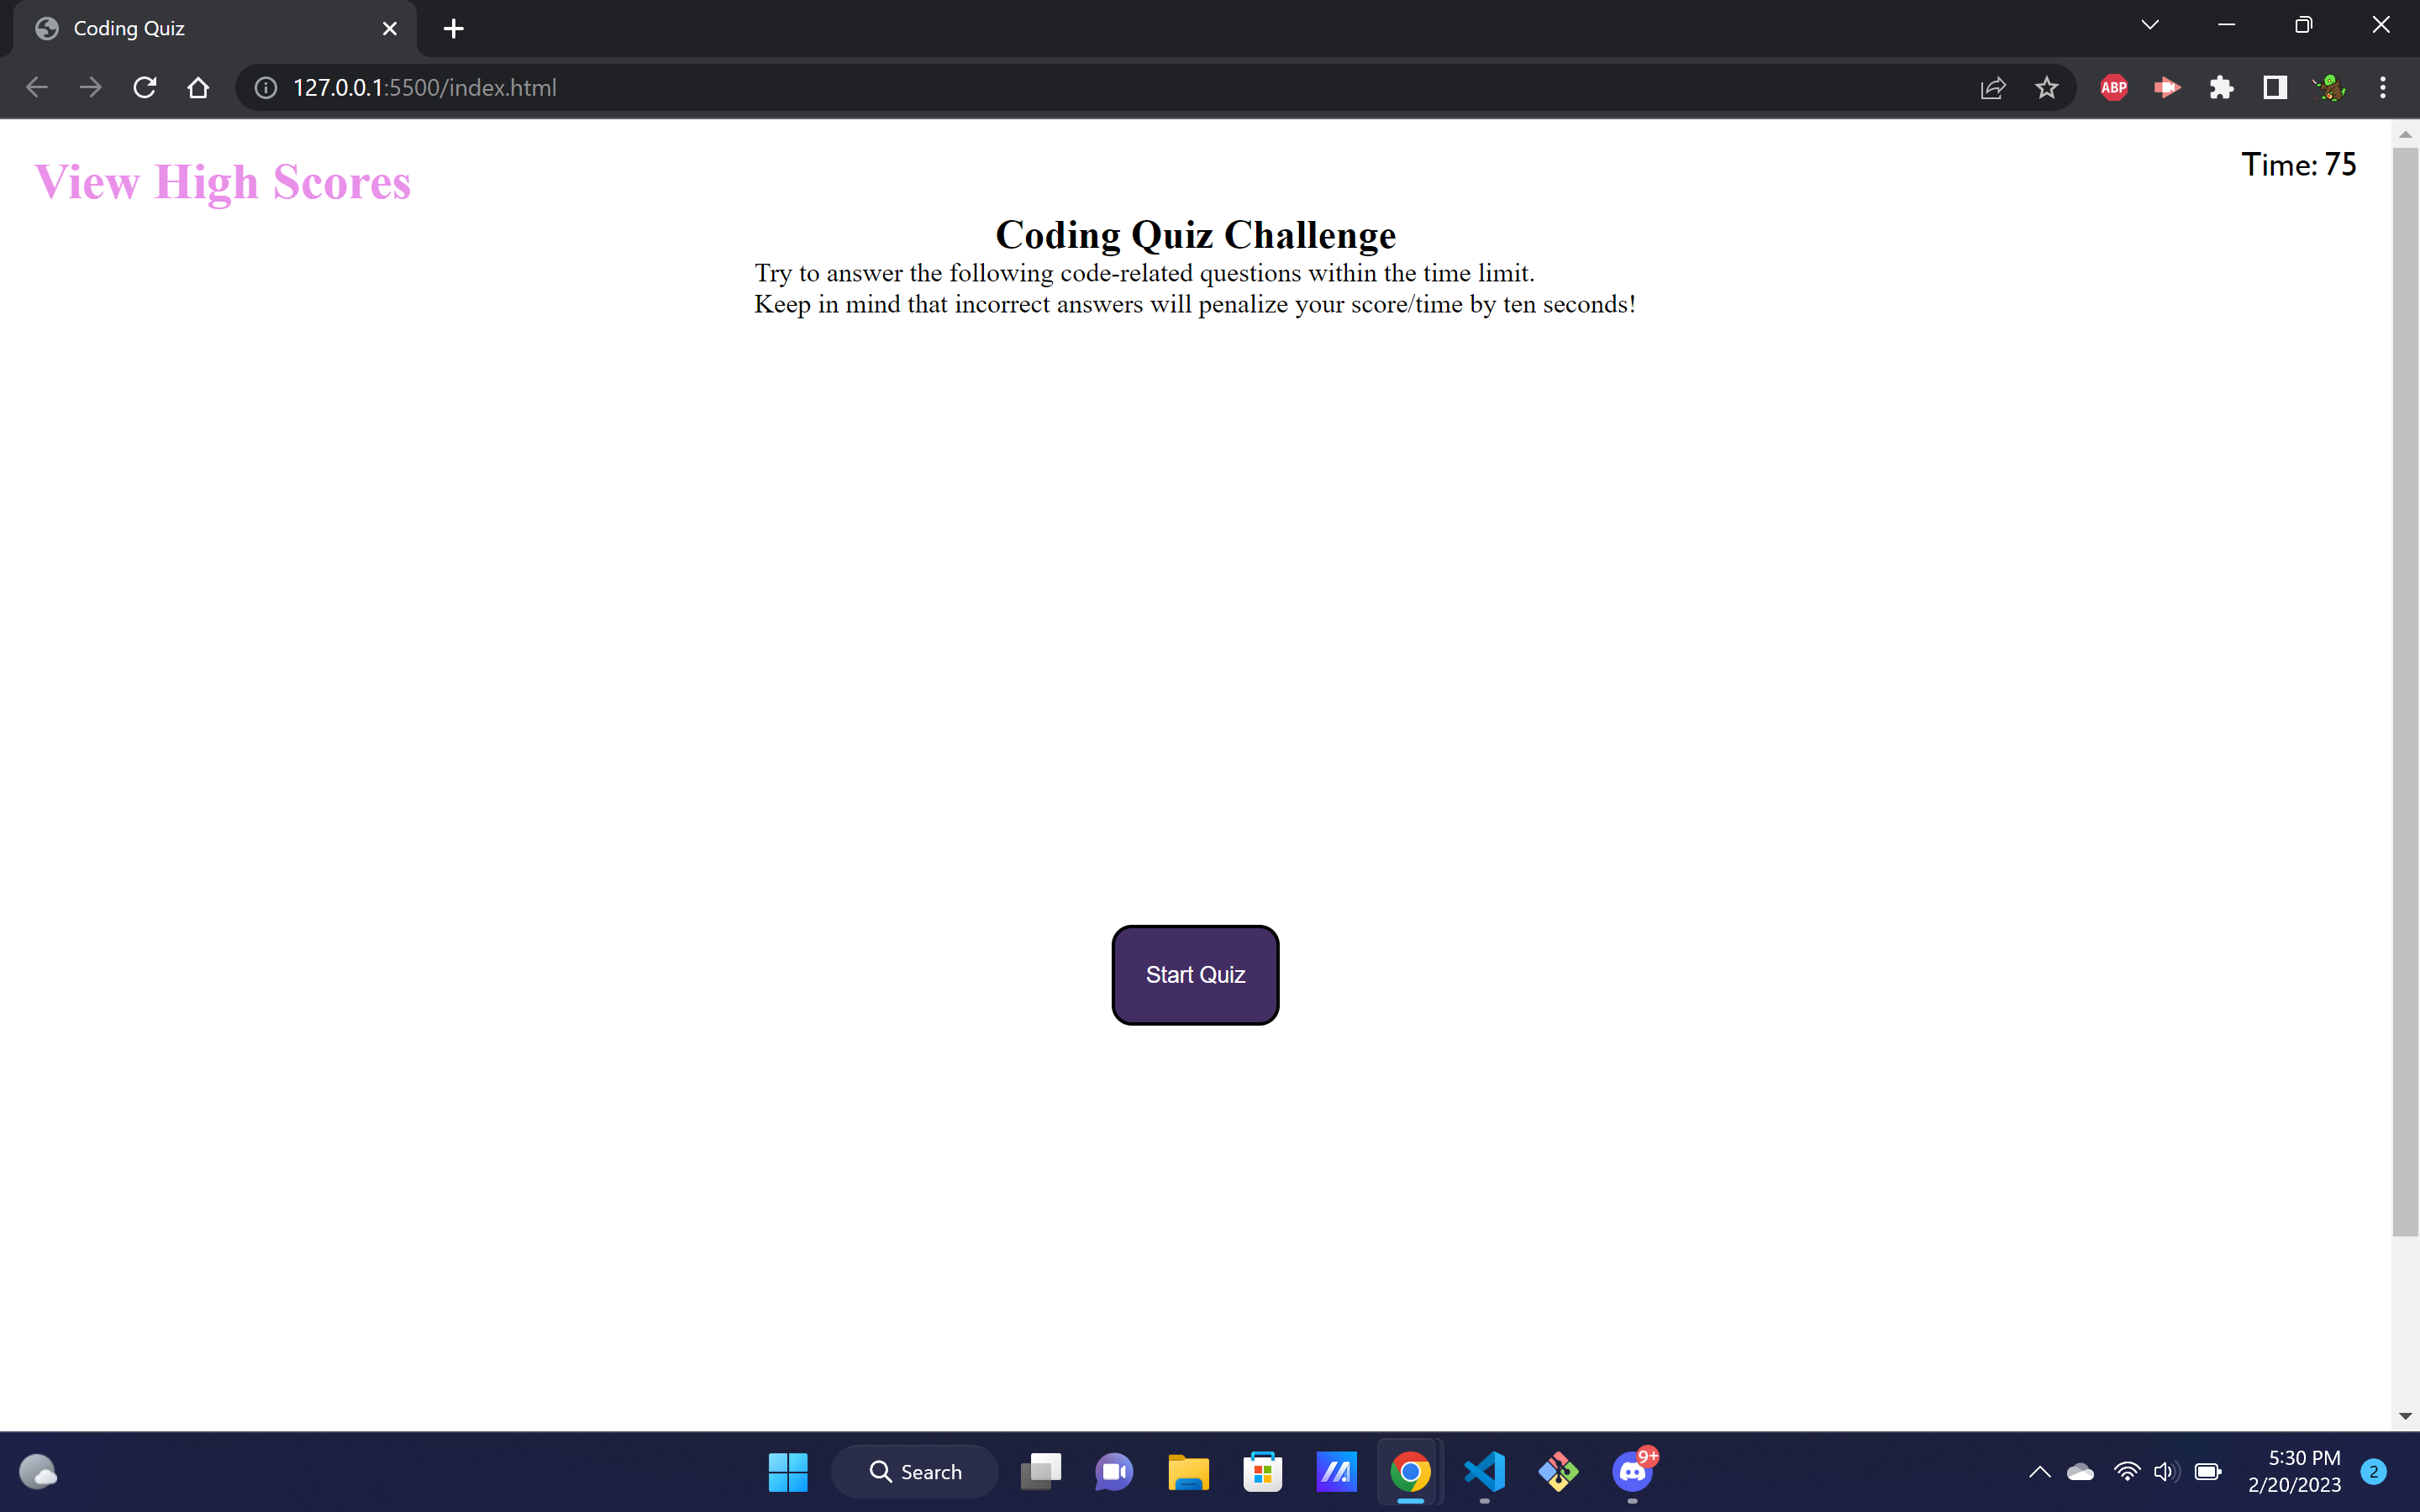 Coding Quiz
127.0.0.1:5500/index.html
ABP
View High Scores
Time: 75
Coding Quiz Challenge
Try to answer the following code-related questions within the time limit.
Keep in mind that incorrect answers will penalize your score/time by ten seconds!
Start Quiz
Search
9+
5:30 PM
2/20/2023
2